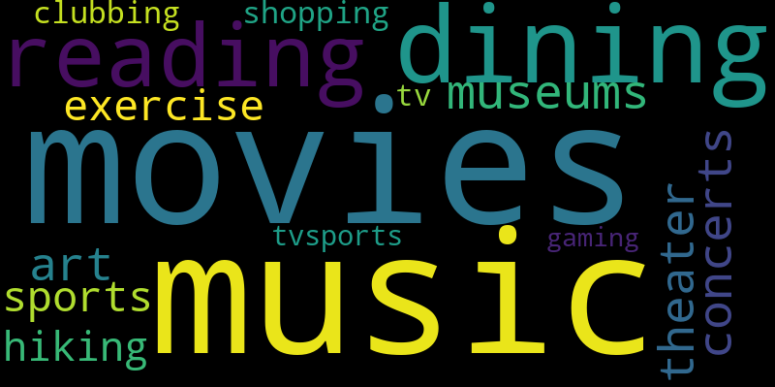 clubbing
shopping
reading
dining
exercise
tv
museums
movies
concerts
theater
tvsports
gaming
art
sports
music
hiking